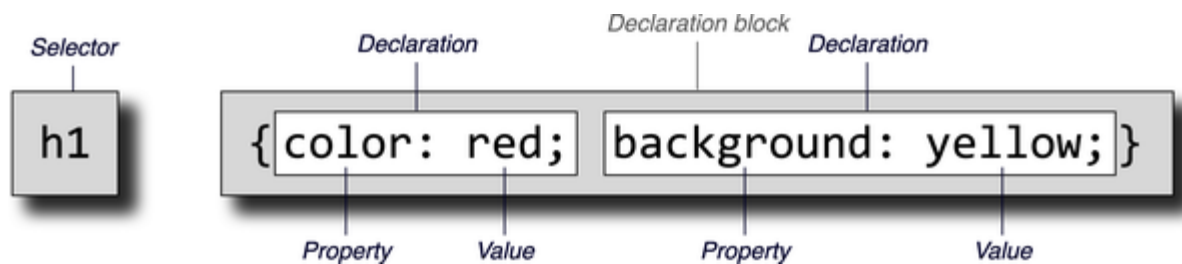 Declaration block
Selector Declaration Declaration
h1 {color: red; background: yellow;}
Property Value Property Value